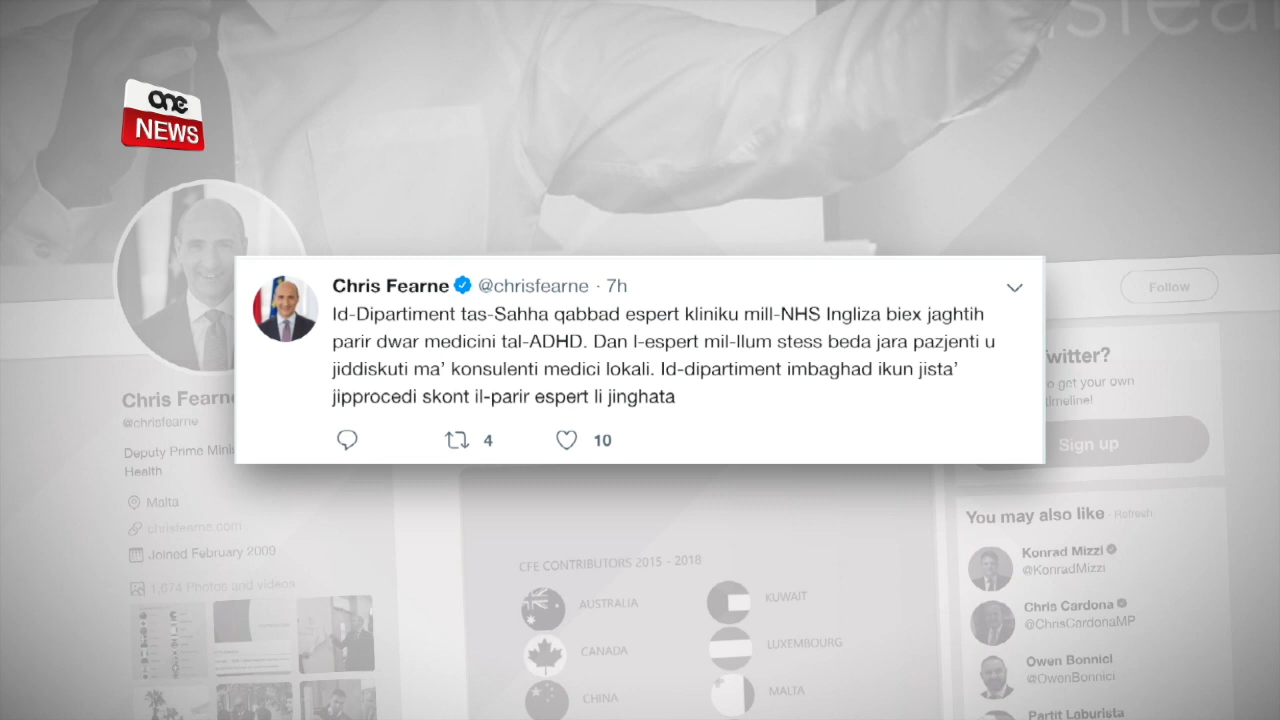 one
NEWS
Chris Fearne @chrisfearne · 7h
Id-Dipartiment tas-Saħħa qabbad espert kliniku mill-NHS Ingliza biex jagħtih
parir dwar medicini tal-ADHD. Dan l-espert mil-llum stess beda jara pazjenti u
jiddiskuti ma' konsulenti medici lokali. Id-dipartiment imbaghad ikun jista'
jipprocedi skont il-parir espert li jinghata
4
10
Follow
Chris Fearn
@chrisfearne
Deputy Prime Mini
Health
Malta
chrisfearne.com
Joined February 2009
1,674 Photos and videos
CFE CONTRIBUTORS 2015 - 2018
AUSTRALIA
KUWAIT
CANADA
LUXEMBOURG
CHINA
MALTA
witter?
o get your own
timeline!
Sign up
You may also like · Refresh
Konrad Mizzi
@KonradMizzi
Chris Cardona
@ChrisCardonaMP
Owen Bonnici
@OwenBonnici
Partit Laburista